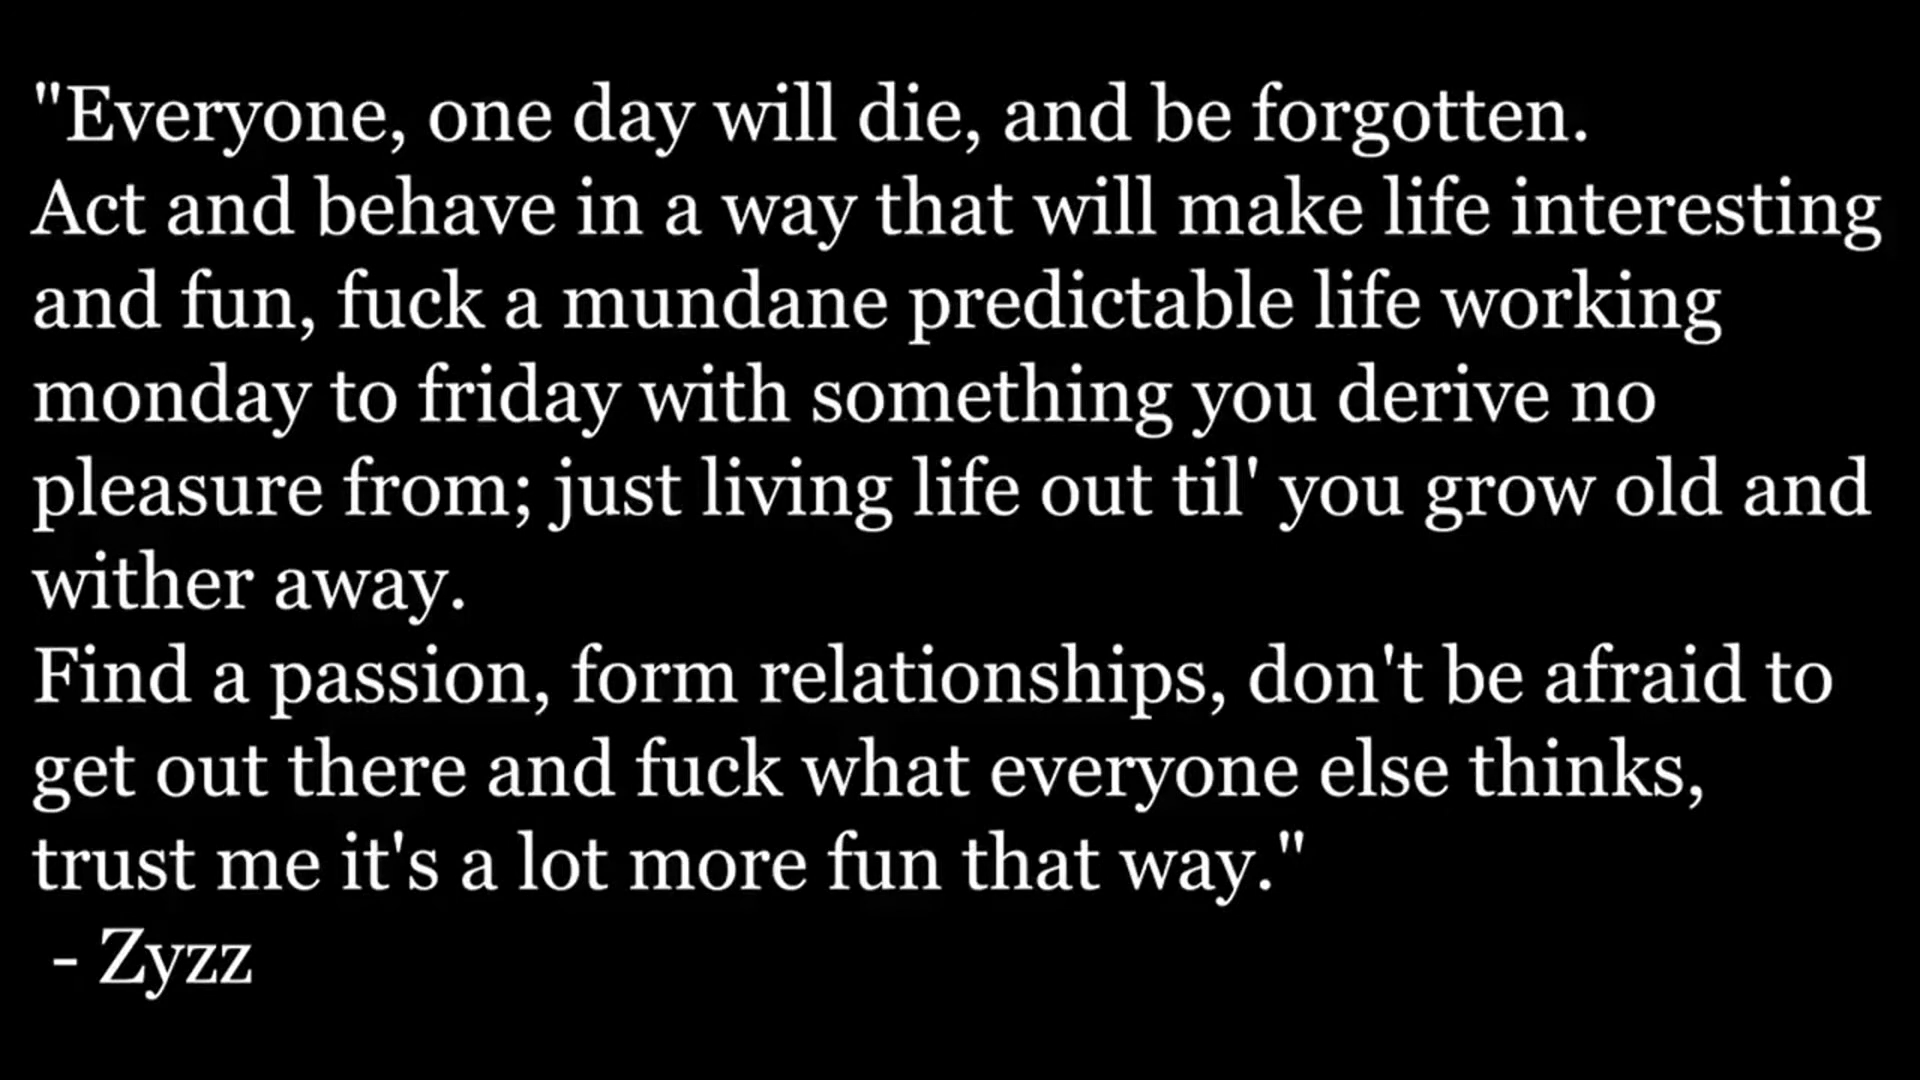 "Everyone, one day will die, and be forgotten.
Act and behave in a way that will make life interesting
and fun, fuck a mundane predictable life working
monday to friday with something you derive no
pleasure from; just living life out til' you grow old and
wither away.
Find a passion, form relationships, don't be afraid to
get out there and fuck what everyone else thinks,
trust me it's a lot more fun that way."
- Zyzz